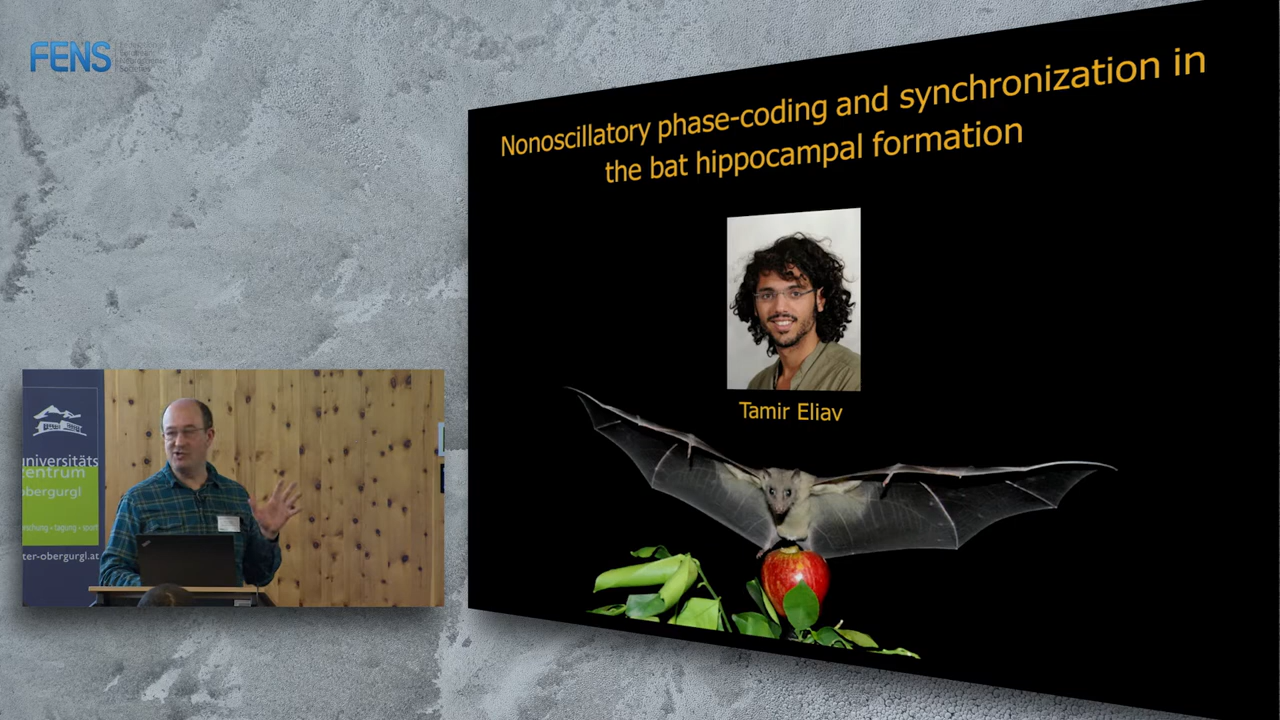 FENS
Nonoscillatory phase-coding and synchronization in
the bat hippocampal formation
Tamir Eliav
universitäts
zentrum
obergurgl
ter-obergurgl.at